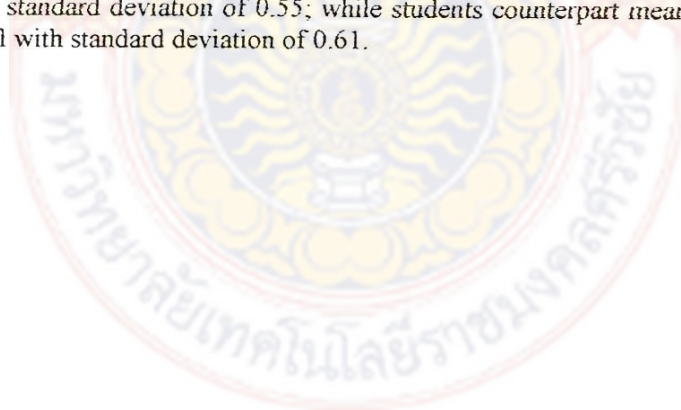 standard deviation of 0.55; while students counterpart mean
with standard deviation of 0.61.
มหาวิทยาลัยเทคโนโลยีราชมงคลศรีวิชัย